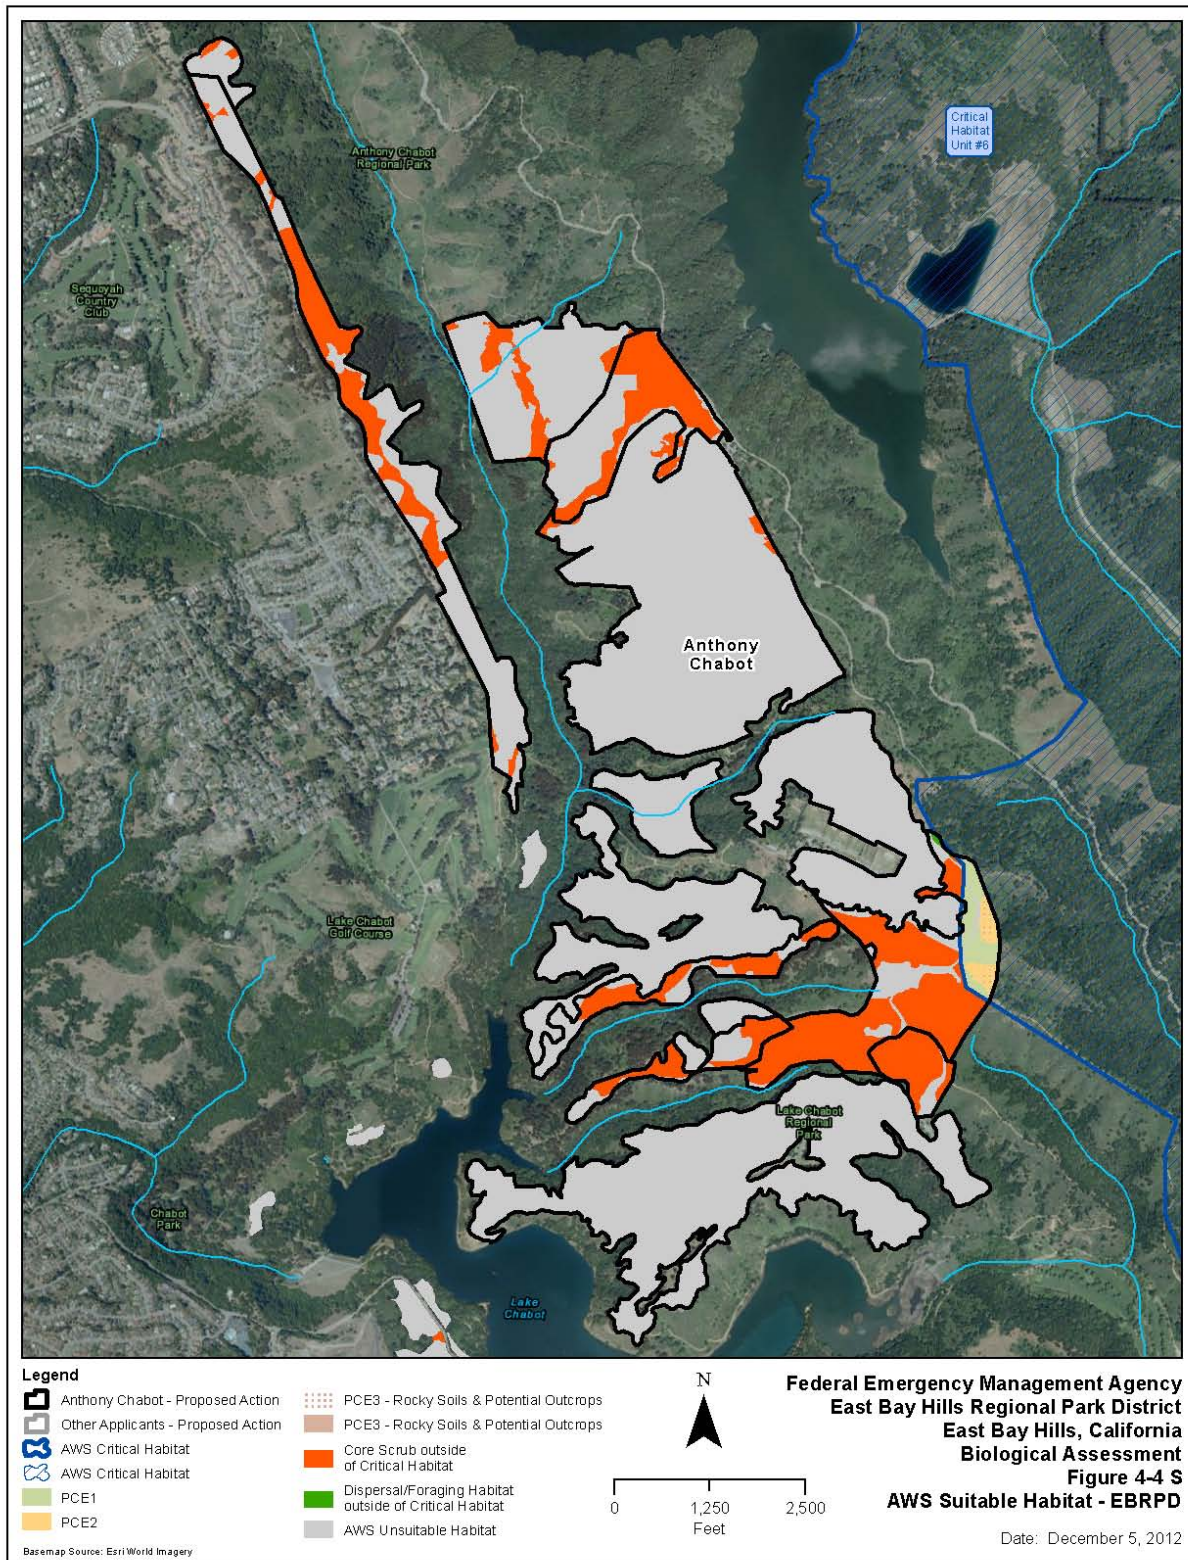 Critical
Habitat
Unit #6
Anthony Chabot
Regional Park
Sequoyah
Country
Club
Anthony
Chabot
Lake Chabot
Golf Course
Lake Chabot
Regional
Park
Chabot
Park
Lake
Chabot
Legend
Anthony Chabot - Proposed Action
Other Applicants - Proposed Action
AWS Critical Habitat
AWS Critical Habitat
PCE1
PCE2
Basemap Source: Esri World Imagery
PCE3 - Rocky Soils & Potential Outcrops
PCE3 - Rocky Soils & Potential Outcrops
Core Scrub outside
of Critical Habitat
Dispersal/Foraging Habitat
outside of Critical Habitat
AWS Unsuitable Habitat
N
0 1,250 2,500
Feet
Federal Emergency Management Agency
East Bay Hills Regional Park District
East Bay Hills, California
Biological Assessment
Figure 4-4 S
AWS Suitable Habitat - EBRPD
Date: December 5, 2012